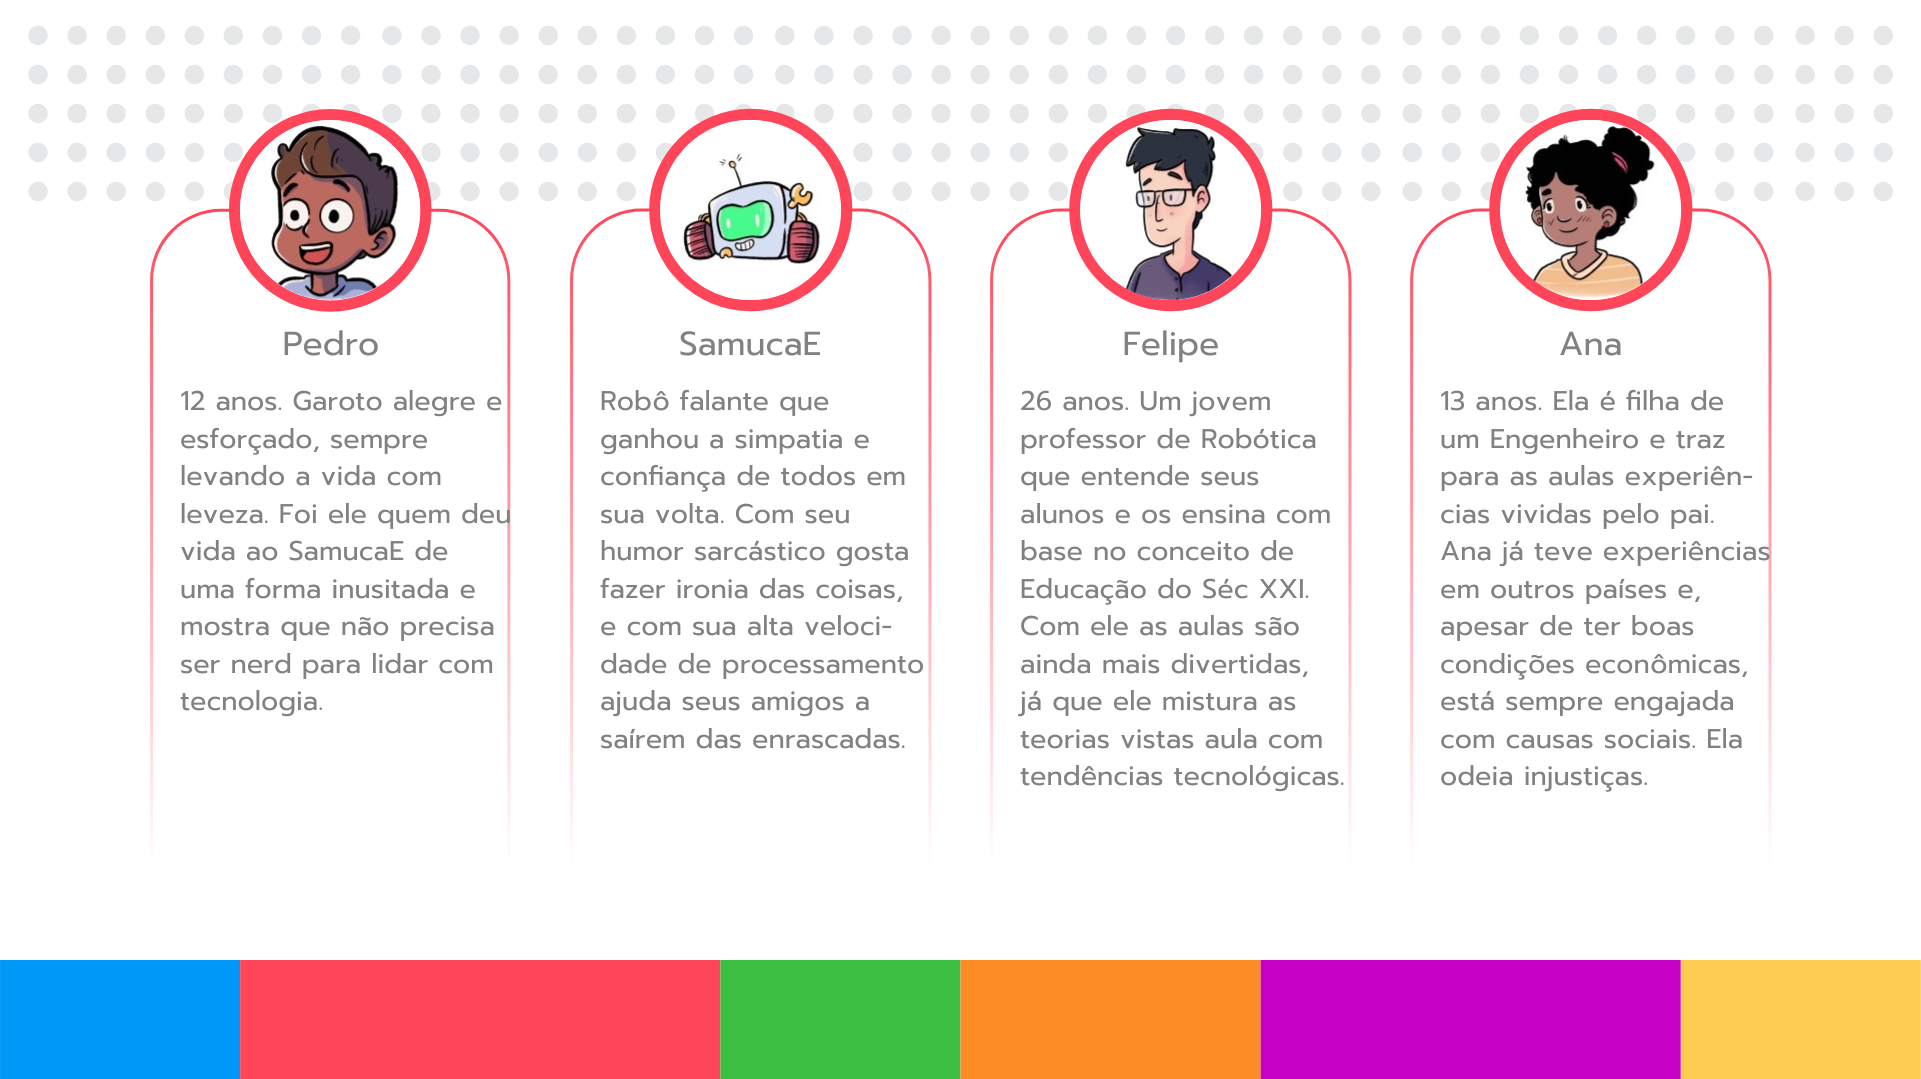 Pedro
12 anos. Garoto alegre e
esforçado, sempre
levando a vida com
leveza. Foi ele quem deu
vida ao SamucaE de
uma forma inusitada e
mostra que não precisa
ser nerd para lidar com
tecnologia.
SamucaE
Robô falante que
ganhou a simpatia e
confiança de todos em
sua volta. Com seu
humor sarcástico gosta
fazer ironia das coisas,
e com sua alta veloci-
dade de processamento
ajuda seus amigos a
saírem das enrascadas.
Felipe
26 anos. Um jovem
professor de Robótica
que entende seus
alunos e os ensina com
base no conceito de
Educação do Séc XXI.
Com ele as aulas são
ainda mais divertidas,
já que ele mistura as
teorias vistas aula com
tendências tecnológicas.
Ana
13 anos. Ela é filha de
um Engenheiro e traz
para as aulas experiên-
cias vividas pelo pai.
Ana já teve experiências
em outros países e,
apesar de ter boas
condições econômicas,
está sempre engajada
com causas sociais. Ela
odeia injustiças.